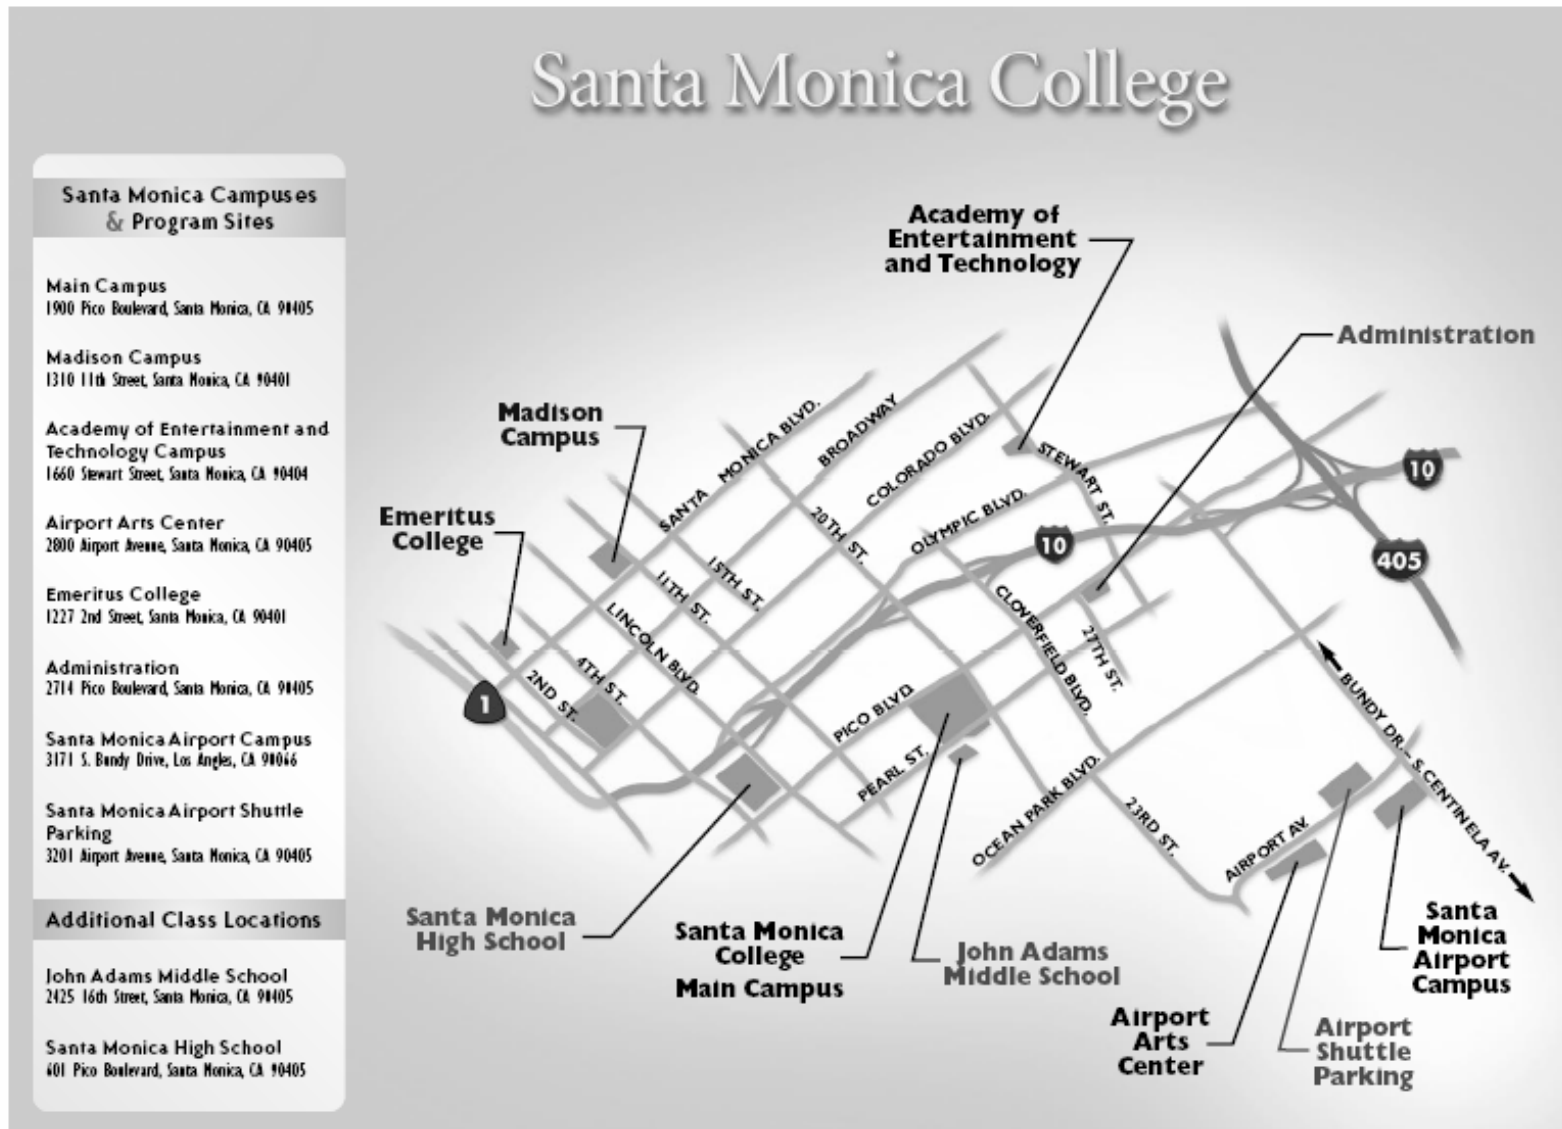 Santa Monica College
Santa Monica Campuses
& Program Sites
Main Campus
1900 Pico Boulevard, Santa Monica, CA 90405
Madison Campus
1310 11th Street, Santa Monica, CA 90401
Academy of Entertainment and
Technology Campus
1660 Stewart Street, Santa Monica, CA 90404
Airport Arts Center
2800 Airport Avenue, Santa Monica, CA 90405
Emeritus College
1227 2nd Street, Santa Monica, CA 90401
Administration
2714 Pico Boulevard, Santa Monica, CA 90405
Santa Monica Airport Campus
3171 S. Bundy Drive, Los Angles, CA 90066
Santa Monica Airport Shuttle
Parking
3201 Airport Avenue, Santa Monica, CA 90405
Additional Class Locations
John Adams Middle School
2425 16th Street, Santa Monica, CA 90405
Santa Monica High School
601 Pico Boulevard, Santa Monica, CA 90405
Academy of
Entertainment
and Technology
Administration
Madison
Campus
Emeritus
College
SANTA MONICA BLVD.
BROADWAY
COLORADO BLVD.
OLYMPIC BLVD.
STEWART ST.
20TH ST.
15TH ST.
11TH ST.
LINCOLN BLVD.
4TH ST.
2ND ST.
1
10
10
405
CLOVERFIELD BLVD.
27TH ST.
PICO BLVD.
PEARL ST.
OCEAN PARK BLVD.
23RD ST.
AIRPORT AV.
BUNDY DR. – S. CENTINELA AV.
Santa Monica
High School
Santa Monica
College
Main Campus
John Adams
Middle School
Airport
Arts
Center
Airport
Shuttle
Parking
Santa
Monica
Airport
Campus